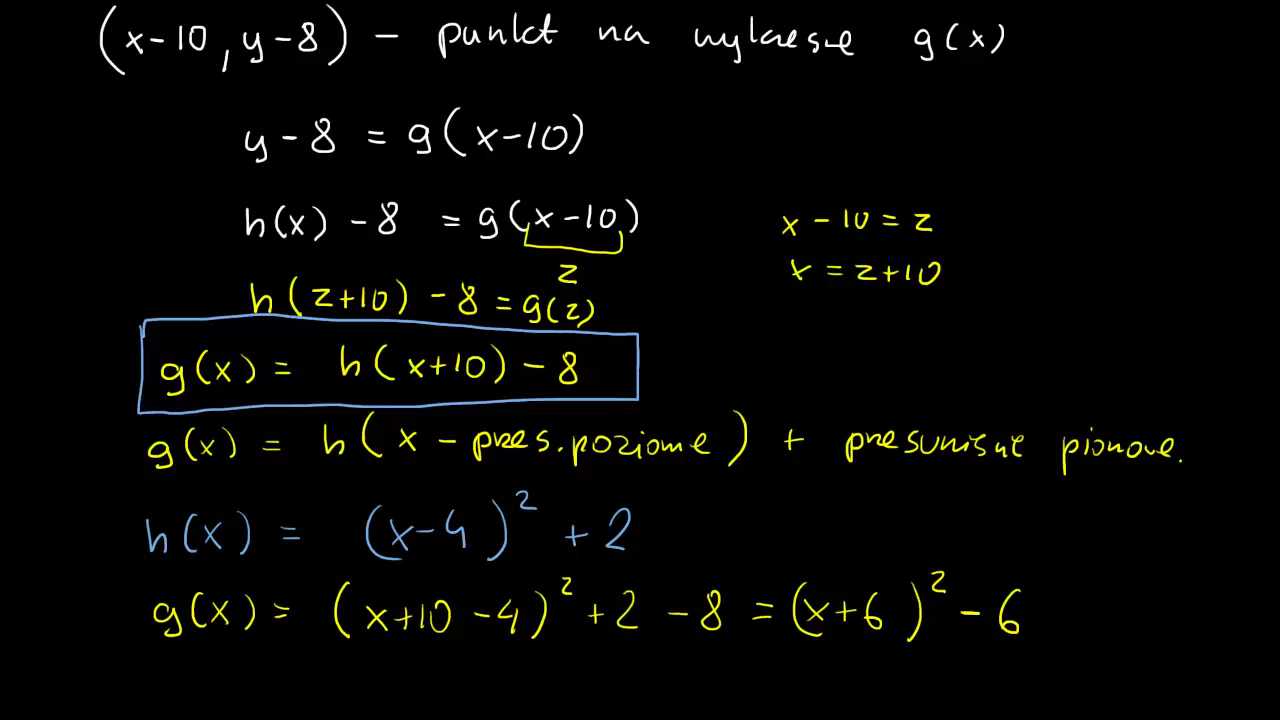 (x-10, y-8) - punkt na wykresie g(x)
y - 8 = g(x-10)
h(x) - 8 = g(x-10)
z
x - 10 = z
x = z+10
h(z+10) - 8 = g(z)
g(x) = h(x+10) - 8
g(x) = h(x - przes. poziome) + przesunięcie pionowe.
h(x) = (x-4)² + 2
g(x) = (x+10-4)² + 2 - 8 = (x+6)² - 6